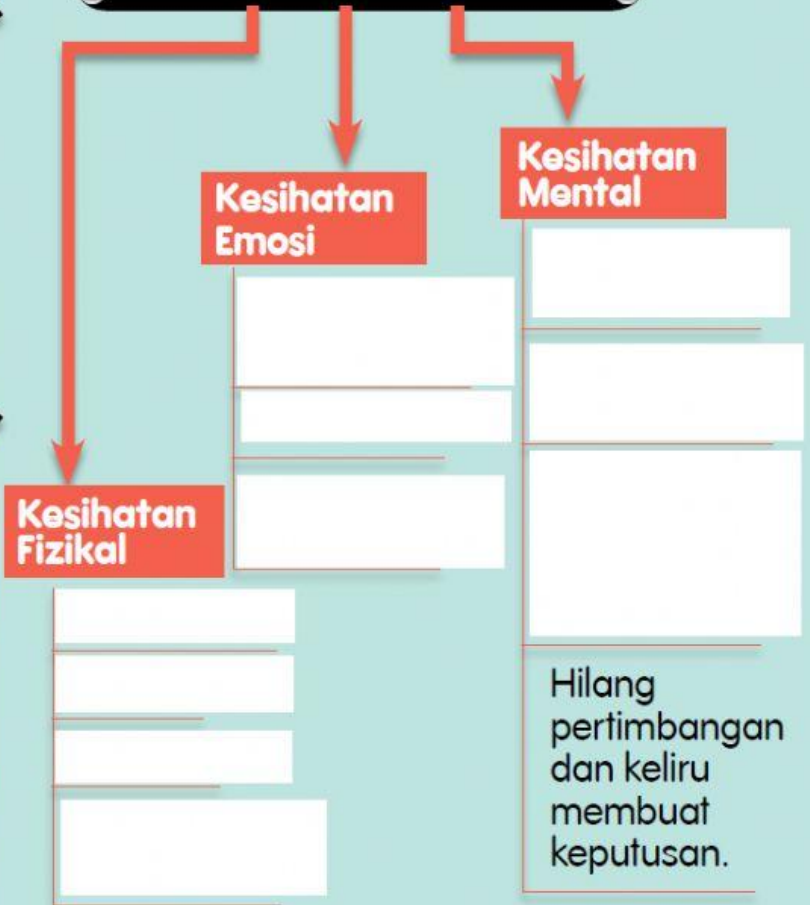 Kesihatan
Mental
Kesihatan
Emosi
Kesihatan
Fizikal
Hilang
pertimbangan
dan keliru
membuat
keputusan.